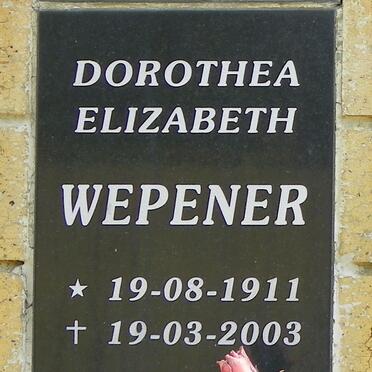 DOROTHEA
ELIZABETH
WEPENER
★ 19-08-1911
✝ 19-03-2003